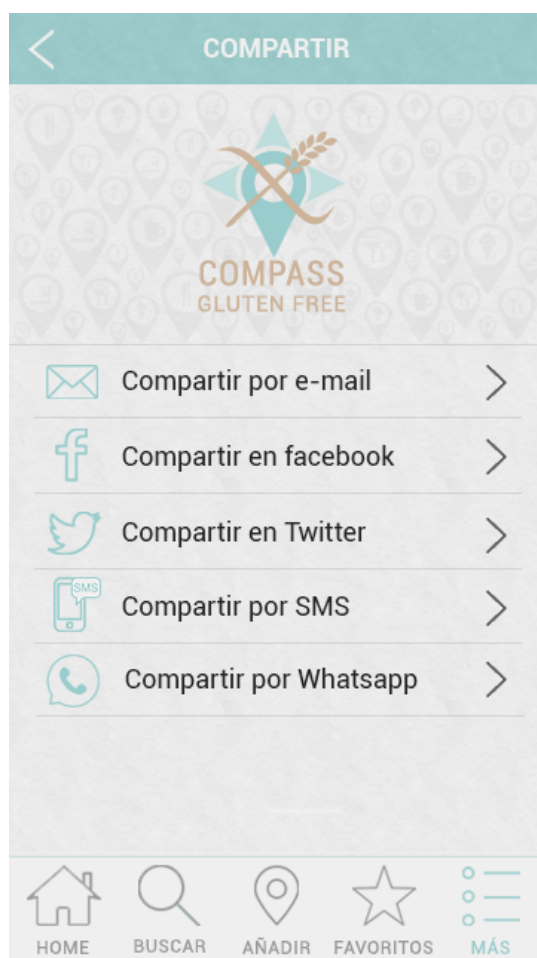 COMPARTIR
COMPASS
GLUTEN FREE
Compartir por e-mail
Compartir en facebook
Compartir en Twitter
SMS
Compartir por SMS
Compartir por Whatsapp
HOME BUSCAR AÑADIR FAVORITOS MÁS